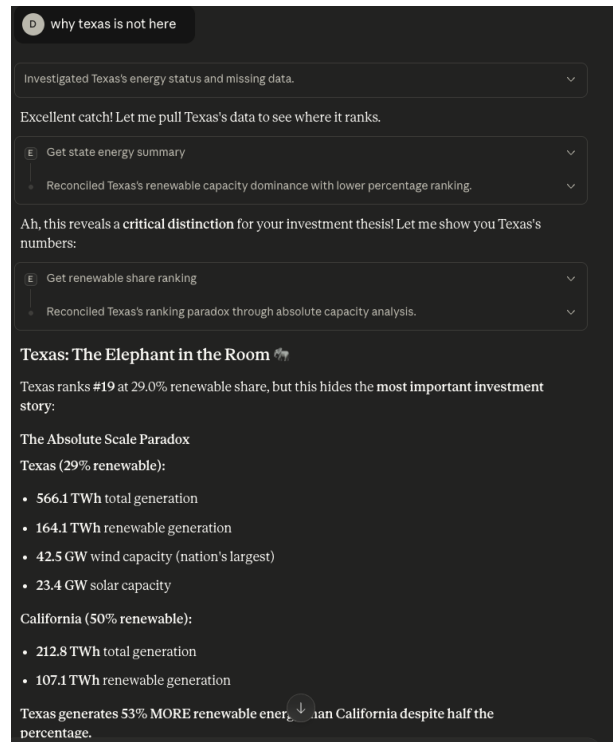 D why texas is not here
Investigated Texas's energy status and missing data.
Excellent catch! Let me pull Texas's data to see where it ranks.
E Get state energy summary
Reconciled Texas's renewable capacity dominance with lower percentage ranking.
Ah, this reveals a critical distinction for your investment thesis! Let me show you Texas's
numbers:
E Get renewable share ranking
Reconciled Texas's ranking paradox through absolute capacity analysis.
Texas: The Elephant in the Room 🐘
Texas ranks #19 at 29.0% renewable share, but this hides the most important investment
story:
The Absolute Scale Paradox
Texas (29% renewable):
• 566.1 TWh total generation
• 164.1 TWh renewable generation
• 42.5 GW wind capacity (nation's largest)
• 23.4 GW solar capacity
California (50% renewable):
• 212.8 TWh total generation
• 107.1 TWh renewable generation
Texas generates 53% MORE renewable than California despite half the
percentage.